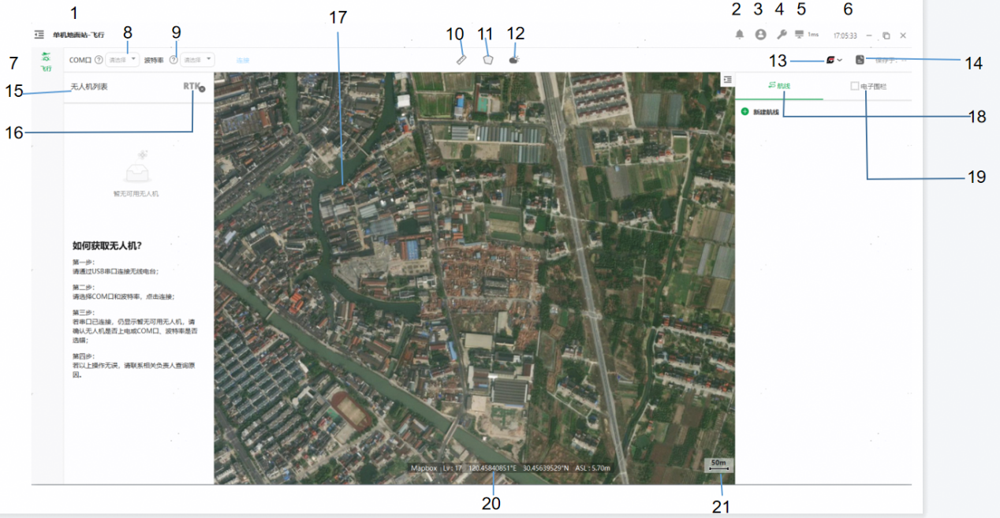 1
2
3
4
5
6
17
8
9
10
11
12
单机地面站-飞行
1ms
17:05:33
7
飞行
COM口
请选择
波特率
请选择
连接
13
14
保存于: --
15
无人机列表
RTK
航线
电子围栏
新建航线
16
18
19
暂无可用无人机
如何获取无人机?
第一步:
请通过USB串口连接无线电台;
第二步:
请选择COM口和波特率,点击连接;
第三步:
若串口已连接,仍显示暂无可用无人机,请
确认无人机是否上电或COM口、波特率是否
选错;
第四步:
若以上操作无误,请联系相关负责人查询原
因。
Mapbox | Lv : 17 120.45840851°E 30.45639529°N ASL : 5.70m
50m
20
21